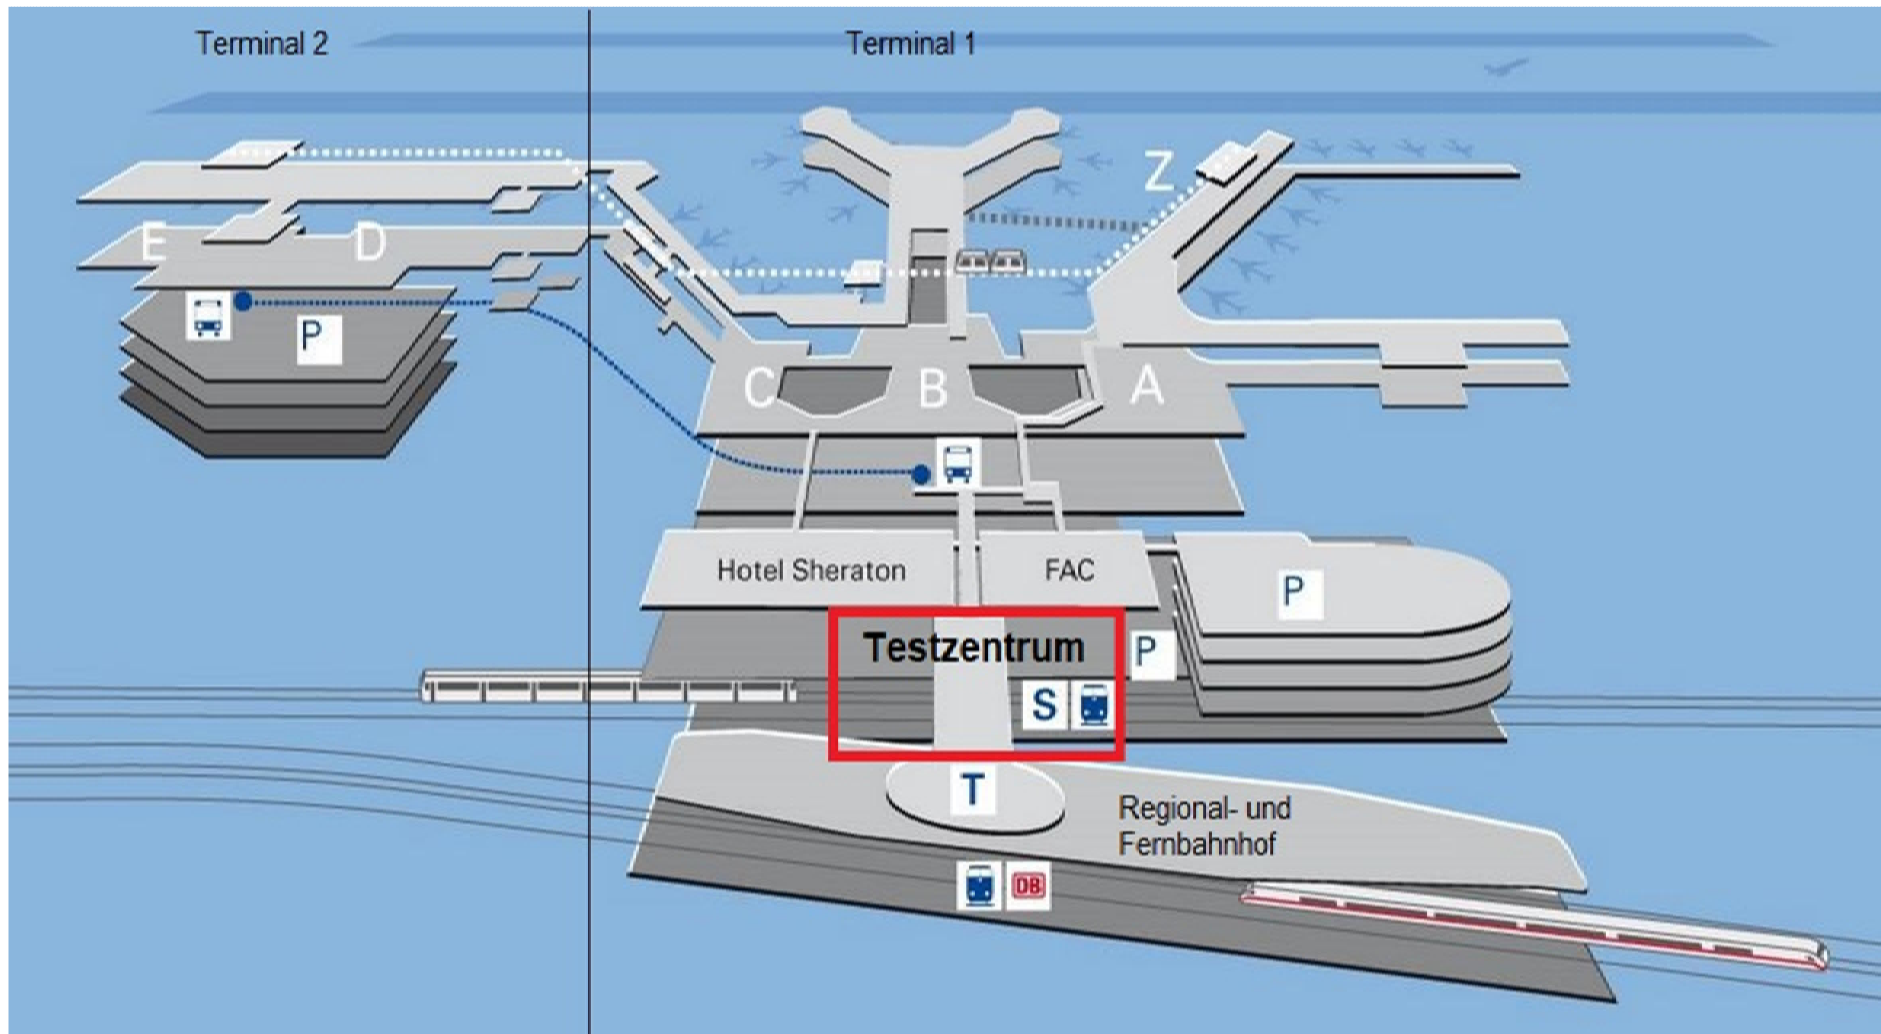 Terminal 2
Terminal 1
Z
E
D
P
C
B
A
Hotel Sheraton
FAC
P
Testzentrum
P
S
T
Regional- und
Fernbahnhof
DB